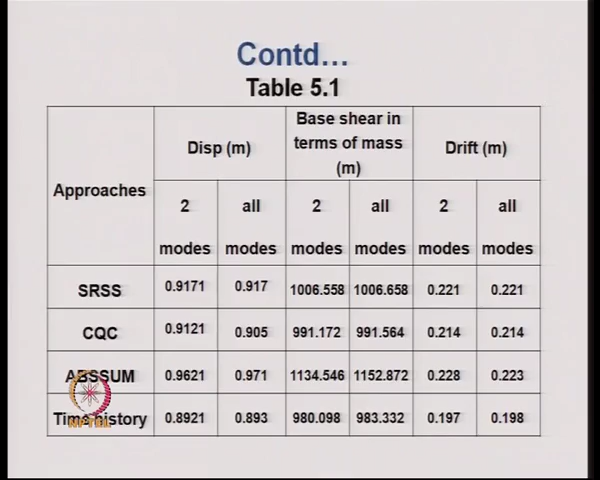 Contd...
Table 5.1
Approaches Disp (m) Base shear in terms of mass (m) Drift (m)
2 modes all modes 2 modes all modes 2 modes all modes
SRSS 0.9171 0.917 1006.558 1006.658 0.221 0.221
CQC 0.9121 0.905 991.172 991.564 0.214 0.214
ABSSUM 0.9621 0.971 1134.546 1152.872 0.228 0.223
Time history 0.8921 0.893 980.098 983.332 0.197 0.198
NPTEL